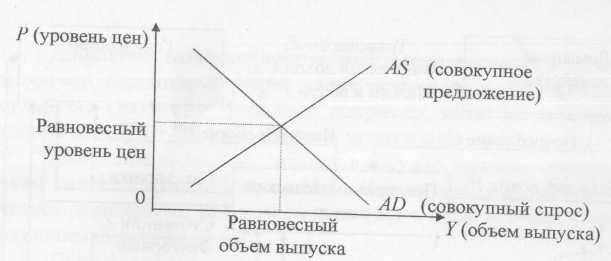 P (уровень цен)
AS (совокупное
предложение)
Равновесный
уровень цен
0
AD (совокупный спрос)
Равновесный
объем выпуска
Y (объем выпуска)